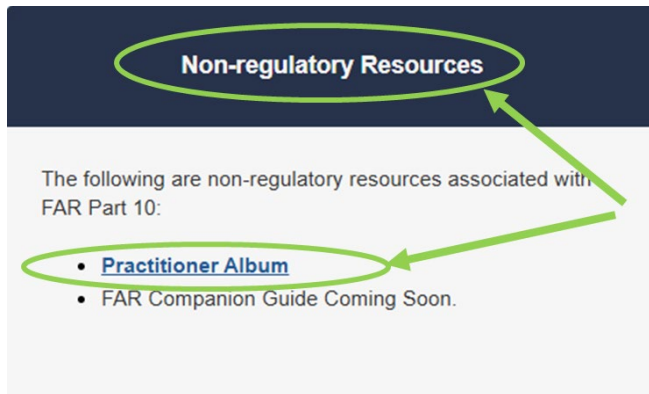 Non-regulatory Resources
The following are non-regulatory resources associated with
FAR Part 10:
• Practitioner Album
• FAR Companion Guide Coming Soon.